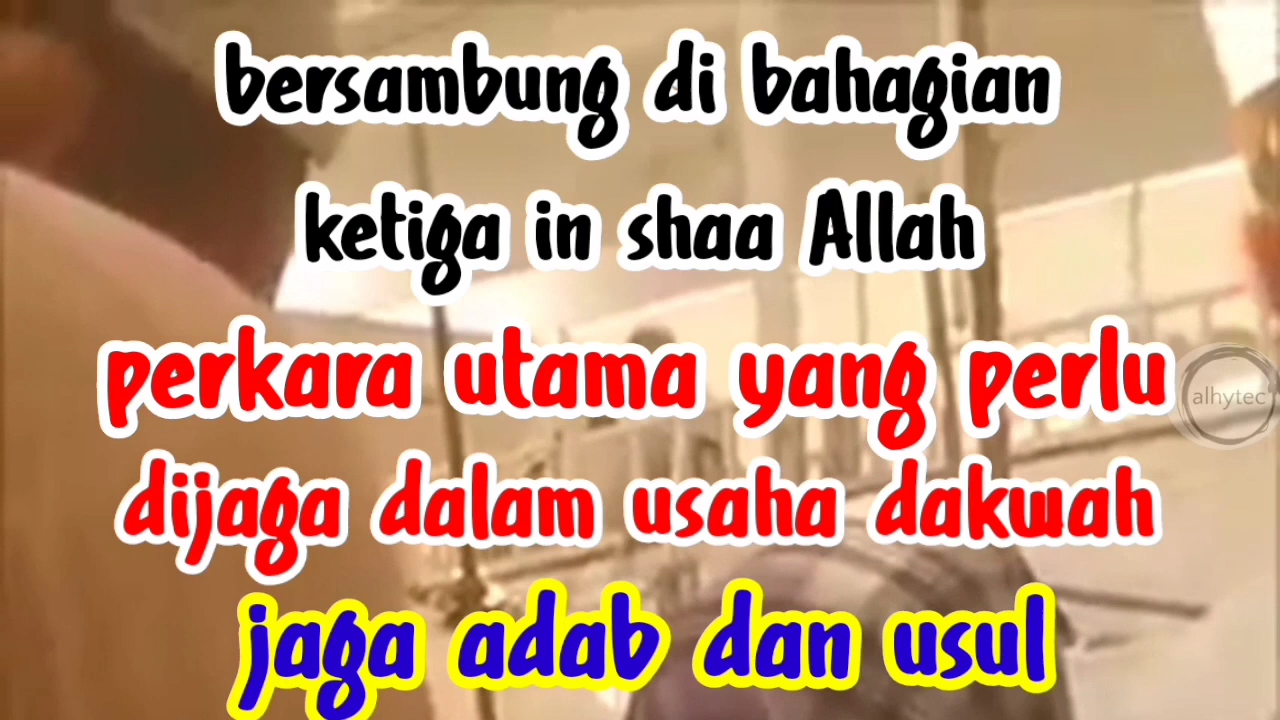 bersambung di bahagian
ketiga in shaa Allah
perkara utama yang perlu
alhytec
dijaga dalam usaha dakwah
jaga adab dan usul